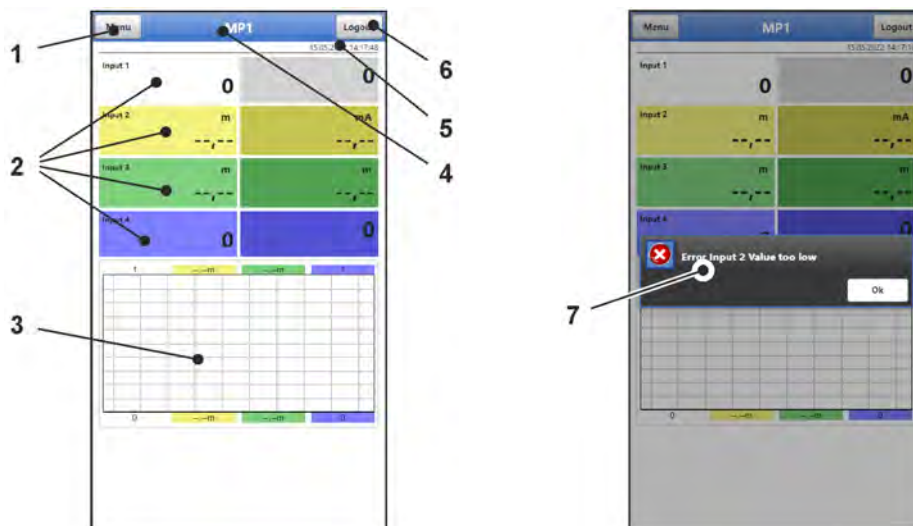 Menu MP1 Logout
15.05.2022 14:17:48
Input 1
0 0
Input 2 m mA
--,-- --,--
Input 3 m m
--,-- --,--
Input 4
0 0
1 --,--m --,--m 1
0 --,--m --,--m 0
1
2
3
4
5
6
Menu MP1 Logout
Input 1
0 0
Input 2 m mA
--,-- --,--
Input 3 m m
--,-- --,--
Input 4
Error Input 2 Value too low
Ok
0 --,--m --,--m 0
7